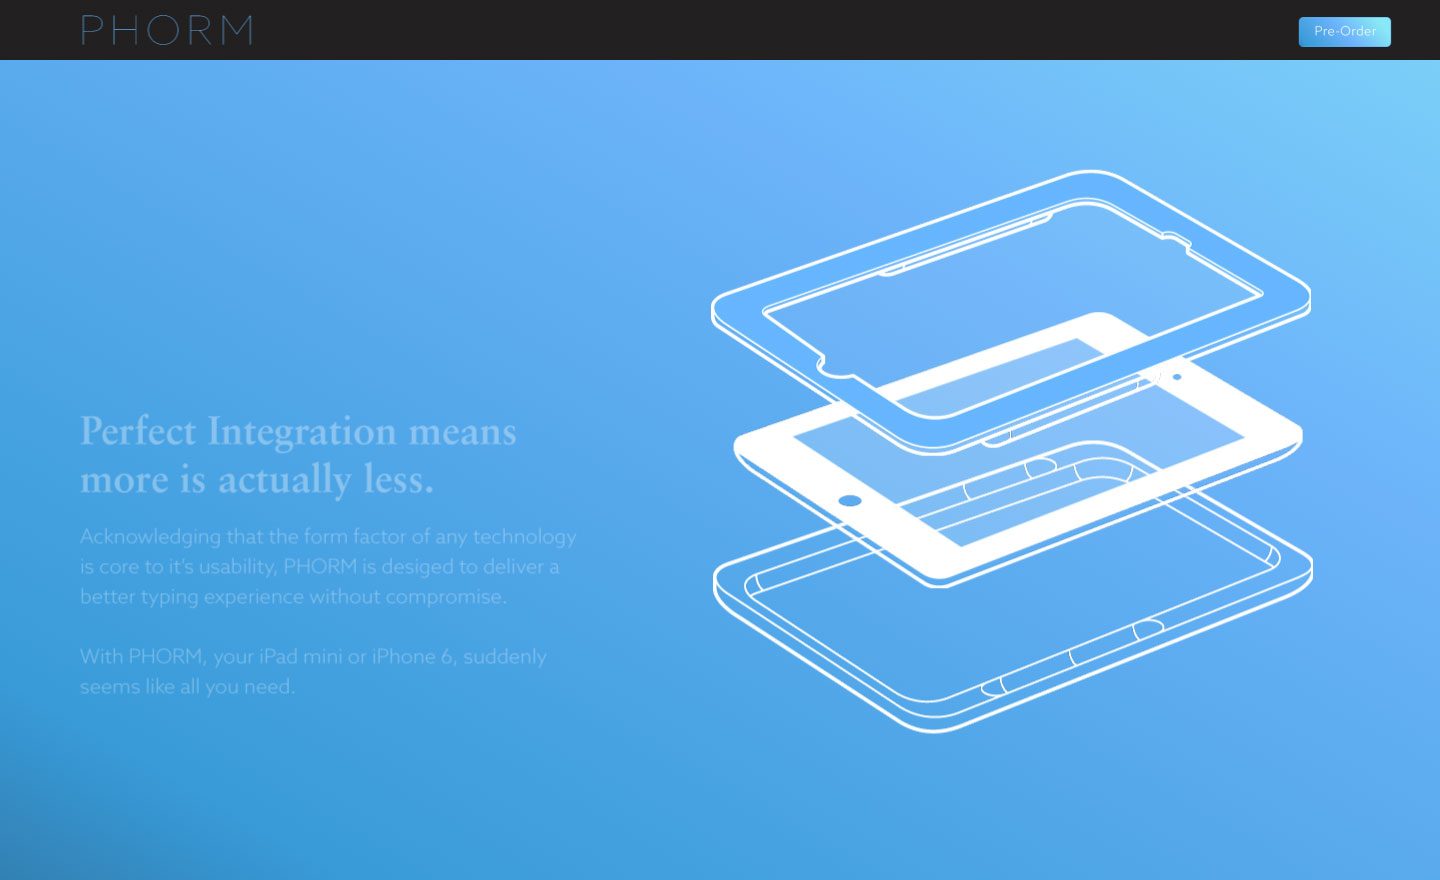 PHORM
Pre-Order
Perfect Integration means
more is actually less.
Acknowledging that the form factor of any technology
is core to it’s usability, PHORM is desiged to deliver a
better typing experience without compromise.
With PHORM, your iPad mini or iPhone 6, suddenly
seems like all you need.